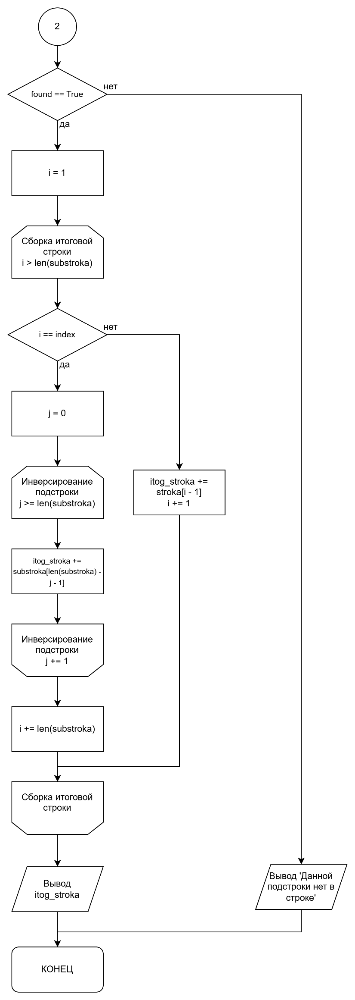 2
found == True
нет
да
i = 1
Сборка итоговой
строки
i > len(substroka)
i == index
нет
да
j = 0
Инверсирование
подстроки
j >= len(substroka)
itog_stroka +=
stroka[i - 1]
i += 1
itog_stroka +=
substroka[len(substroka) -
j - 1]
Инверсирование
подстроки
j += 1
i += len(substroka)
Сборка итоговой
строки
Вывод
itog_stroka
Вывод 'Данной
подстроки нет в
строке'
КОНЕЦ